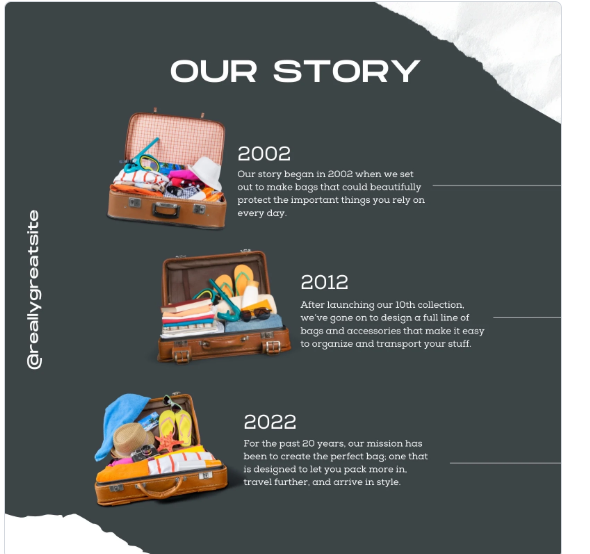 OUR STORY
2002
Our story began in 2002 when we set
out to make bags that could beautifully
protect the important things you rely on
every day.
@reallygreatsite
2012
After launching our 10th collection,
we've gone on to design a full line of
bags and accessories that make it easy
to organize and transport your stuff.
2022
For the past 20 years, our mission has
been to create the perfect bag; one that
is designed to let you pack more in,
travel further, and arrive in style.